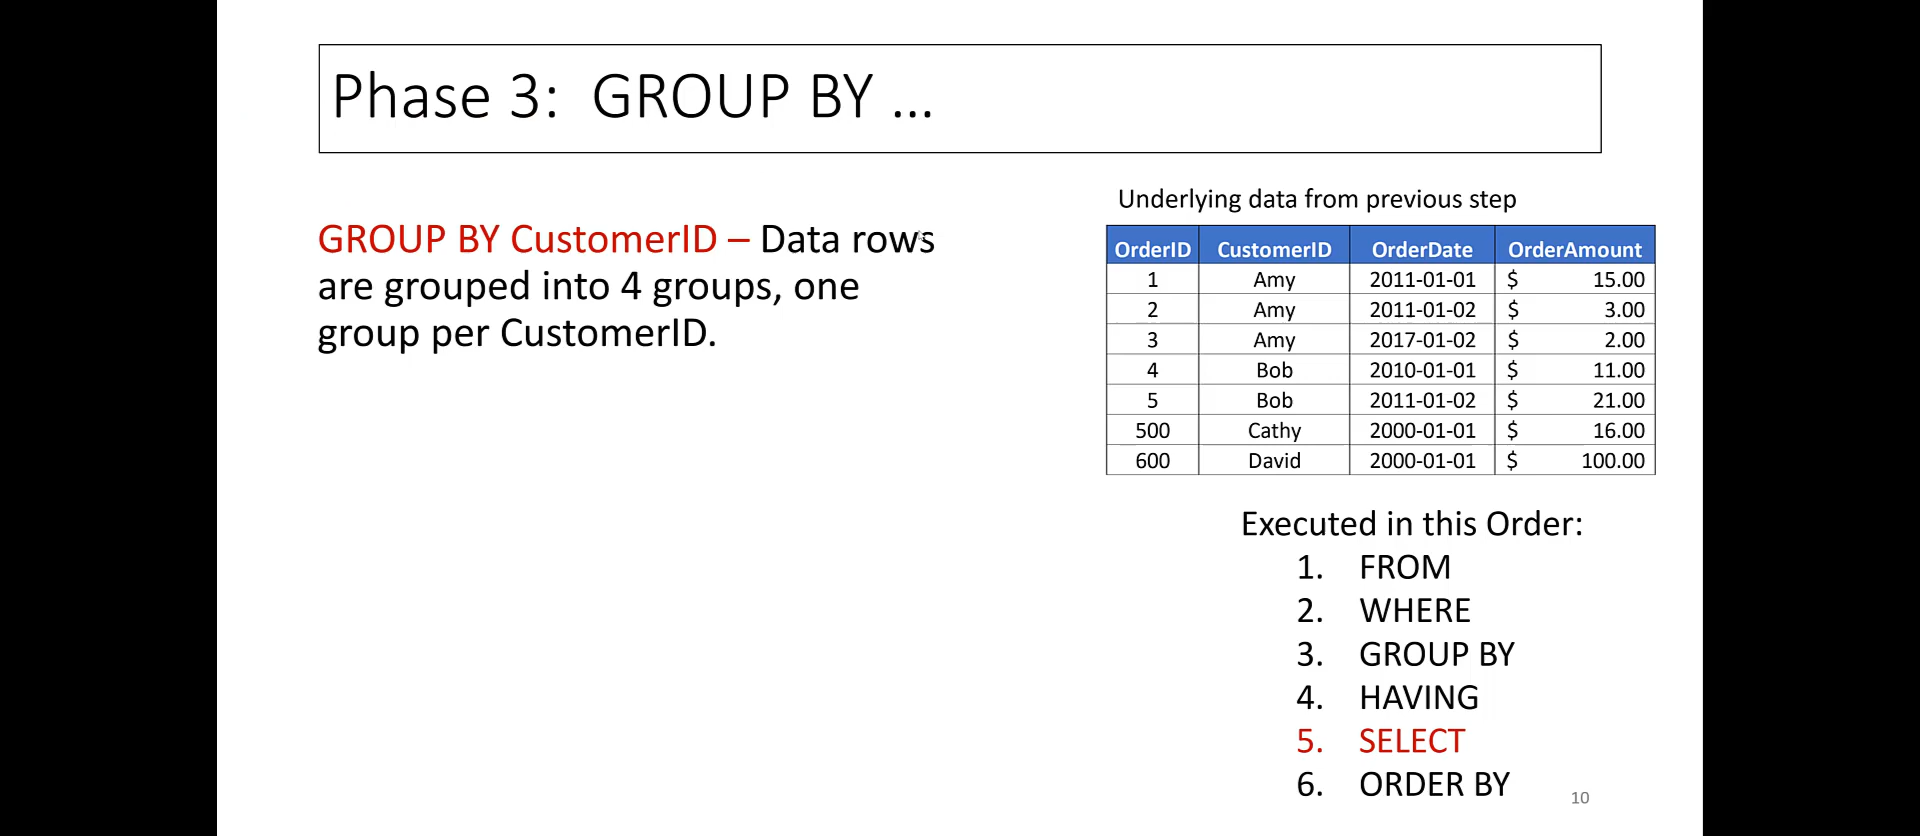 Phase 3:  GROUP BY ...
GROUP BY CustomerID – Data rows
are grouped into 4 groups, one
group per CustomerID.
Underlying data from previous step
OrderID CustomerID OrderDate OrderAmount
1 Amy 2011-01-01 $ 15.00
2 Amy 2011-01-02 $ 3.00
3 Amy 2017-01-02 $ 2.00
4 Bob 2010-01-01 $ 11.00
5 Bob 2011-01-02 $ 21.00
500 Cathy 2000-01-01 $ 16.00
600 David 2000-01-01 $ 100.00
Executed in this Order:
1. FROM
2. WHERE
3. GROUP BY
4. HAVING
5. SELECT
6. ORDER BY
10